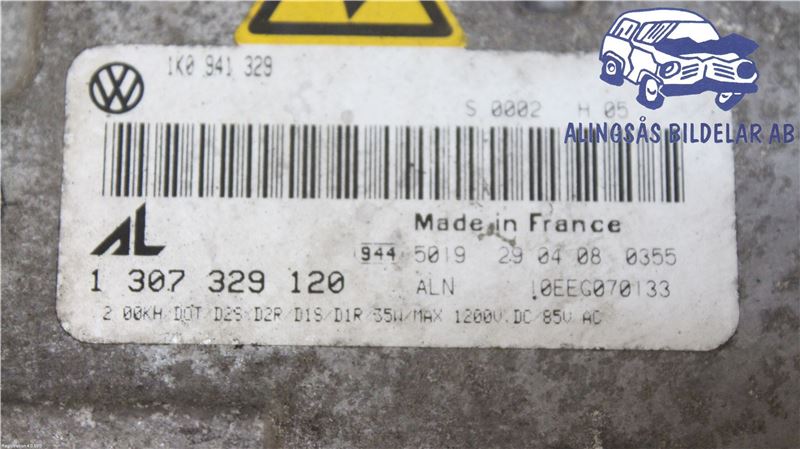 1K0 941 329
S 0002 H 05
ALINGSÅS BILDELAR AB
Made in France
944 5019 29 04 08 0355
AL
1 307 329 120 ALN 10EEG070133
2 00KH/DOT/D2S/D2R/D1S/D1R/35W/MAX 1200V DC/85V AC